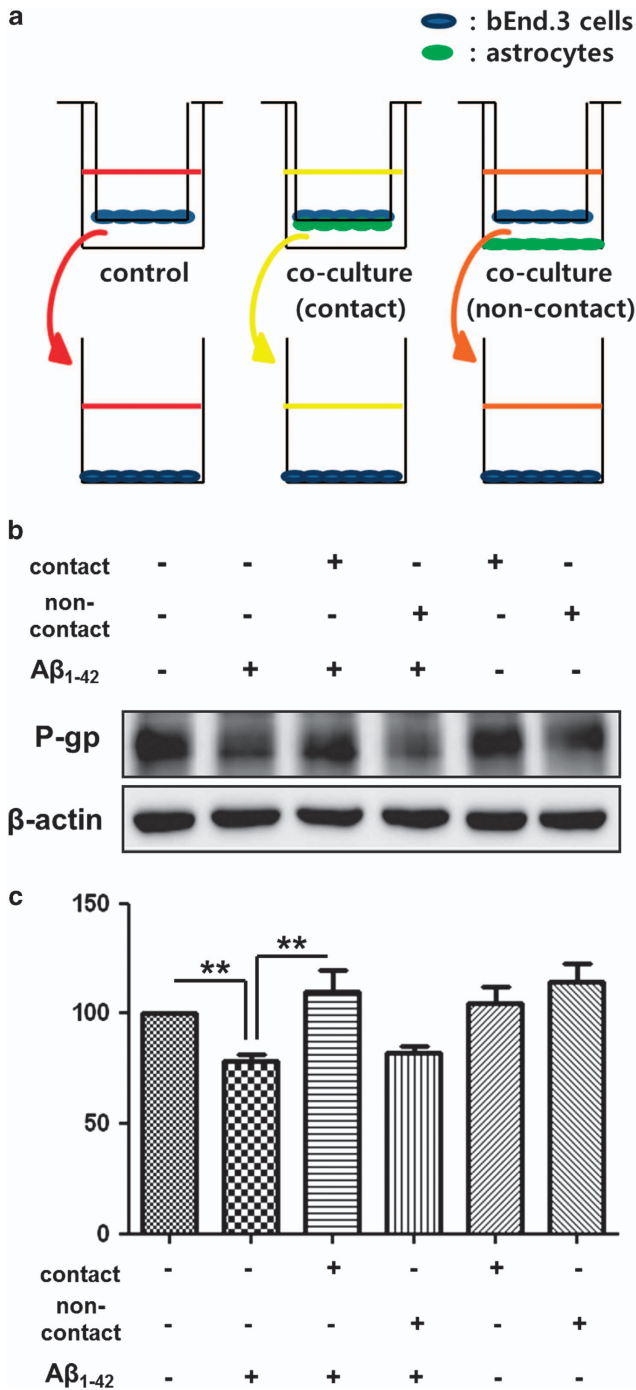 a
: bEnd.3 cells
: astrocytes
control
co-culture
(contact)
co-culture
(non-contact)
b
contact - - + - + -
non-
contact - - - + - +
Aβ1-42 - + + + - -
P-gp
β-actin
c
150
100
50
0
** **
contact - - + - + -
non-
contact - - - + - +
Aβ1-42 - + + + - -